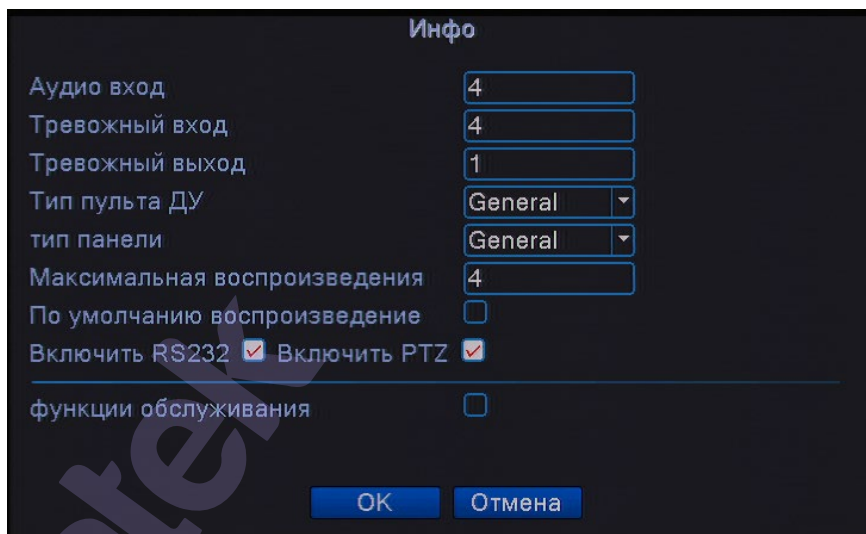 Инфо
Аудио вход 4
Тревожный вход 4
Тревожный выход 1
Тип пульта ДУ General
тип панели General
Максимальная воспроизведения 4
По умолчанию воспроизведение
Включить RS232 Включить PTZ
функции обслуживания
OK Отмена